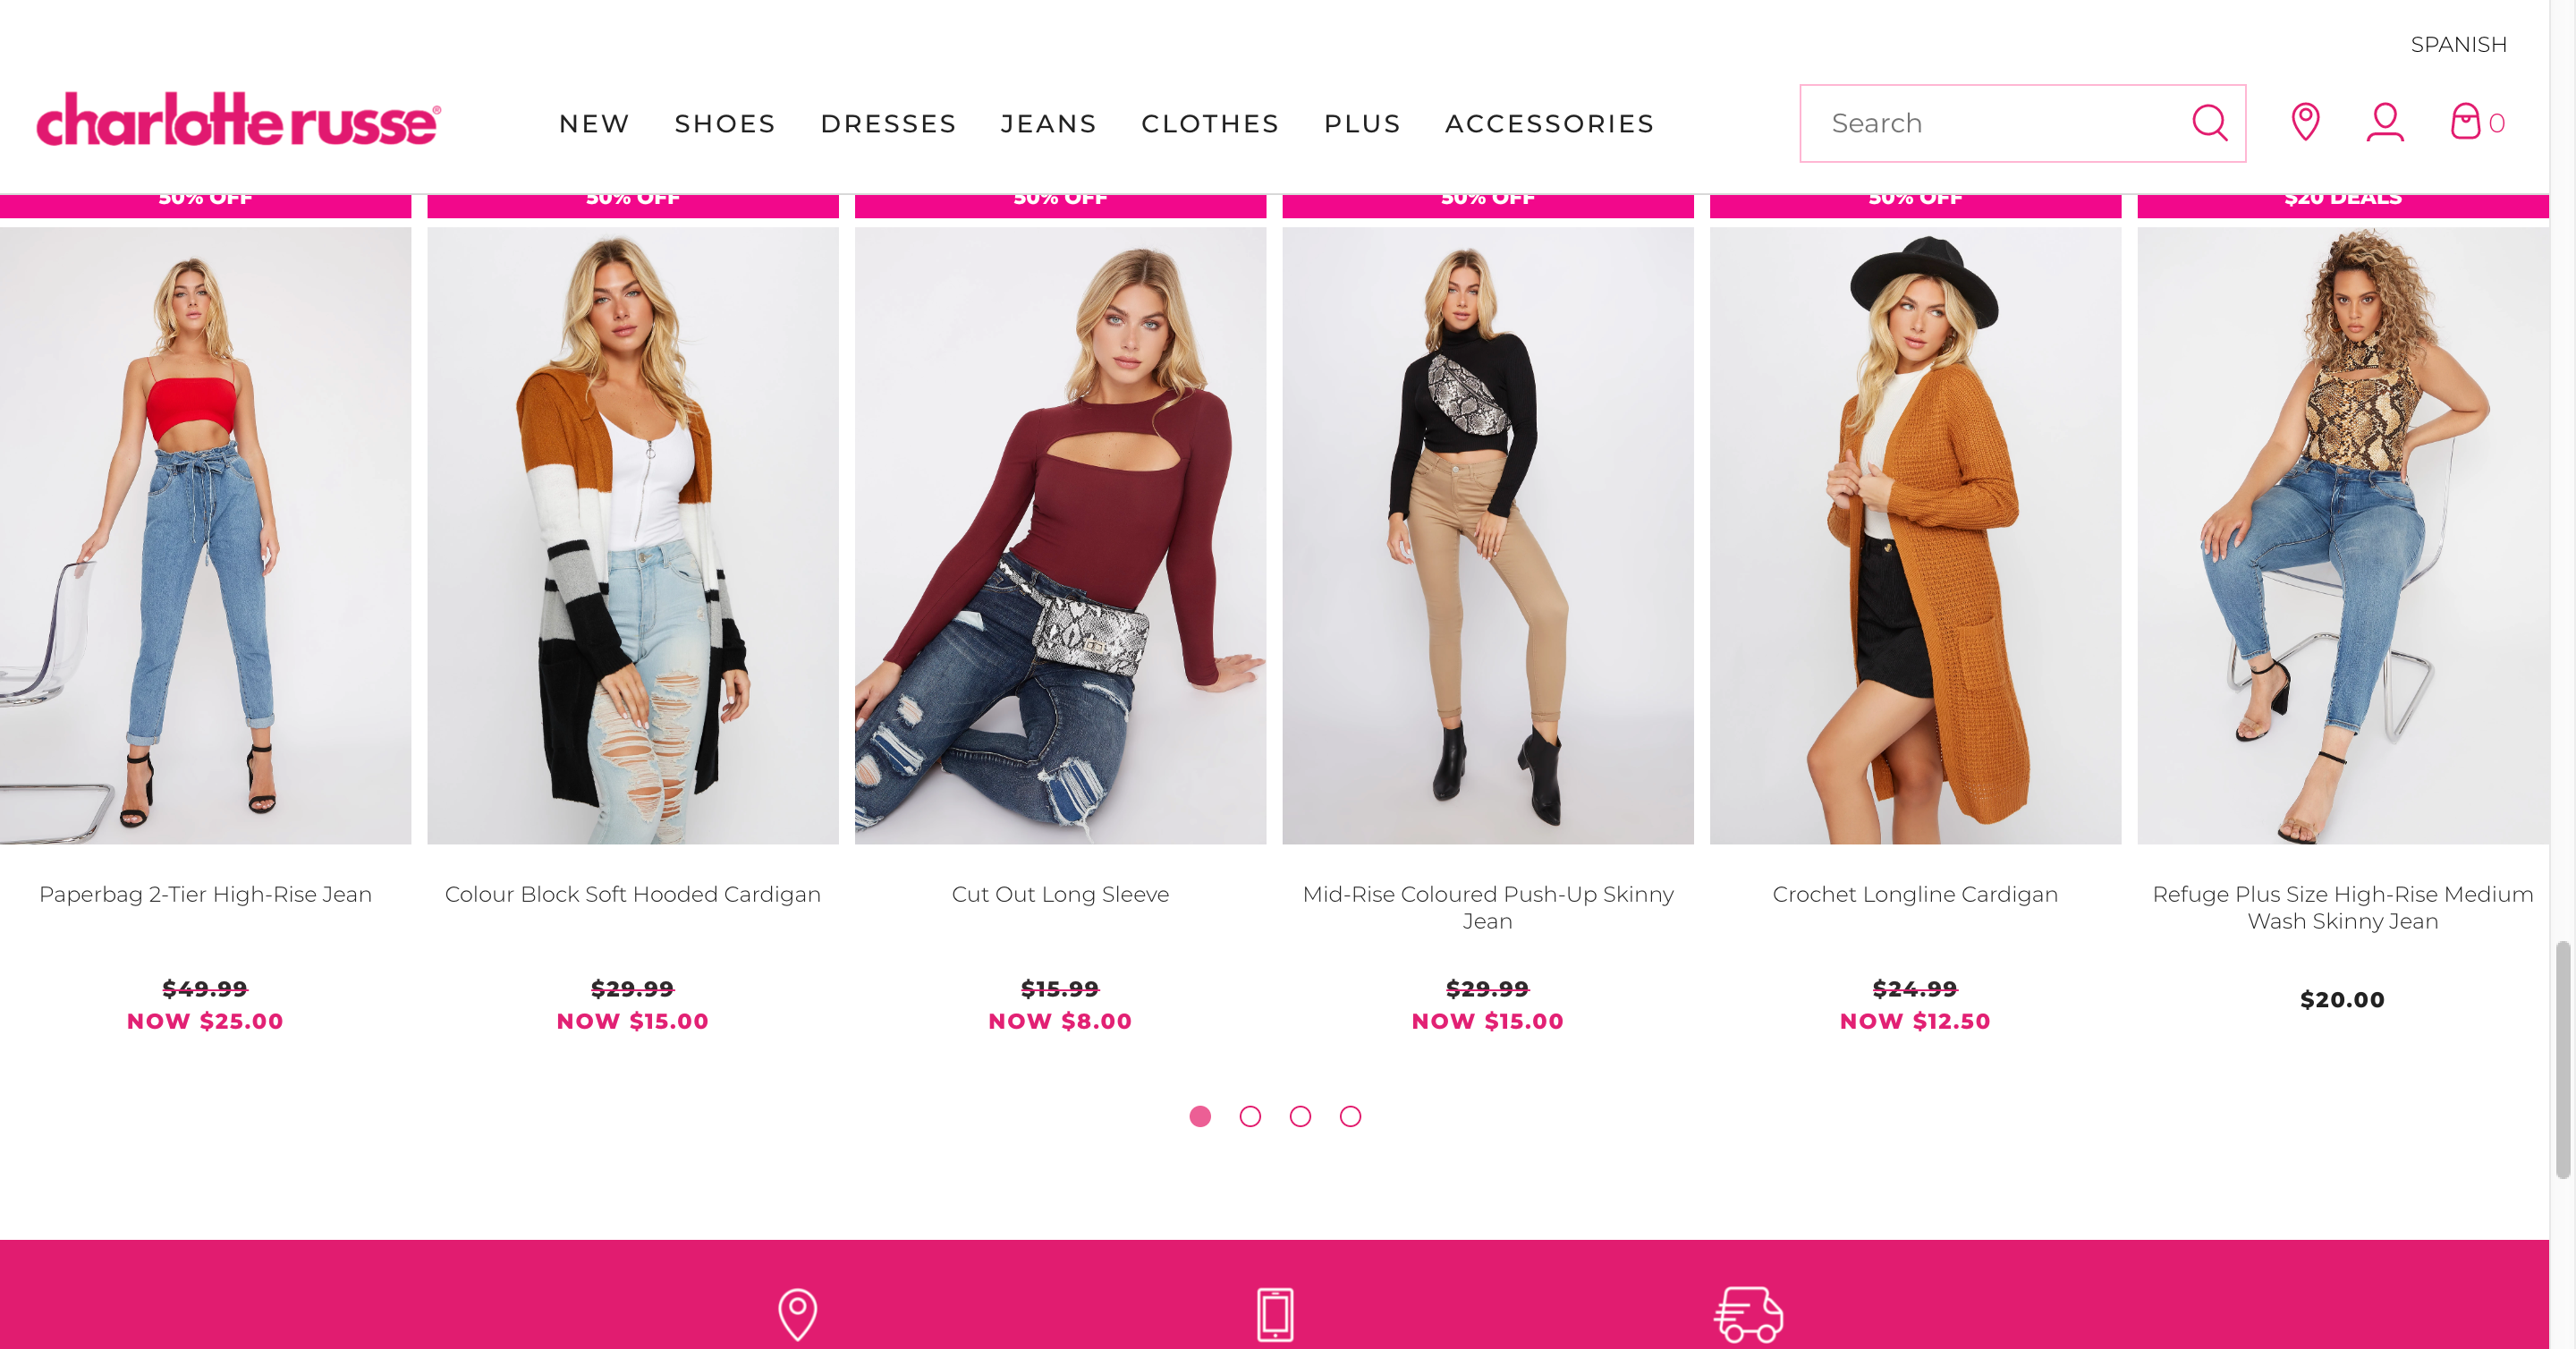 SPANISH
charlotte russe®
NEW SHOES DRESSES JEANS CLOTHES PLUS ACCESSORIES
Search
0
50% OFF
50% OFF
50% OFF
50% OFF
50% OFF
$20 DEALS
Paperbag 2-Tier High-Rise Jean
$49.99
NOW $25.00
Colour Block Soft Hooded Cardigan
$29.99
NOW $15.00
Cut Out Long Sleeve
$15.99
NOW $8.00
Mid-Rise Coloured Push-Up Skinny
Jean
$29.99
NOW $15.00
Crochet Longline Cardigan
$24.99
NOW $12.50
Refuge Plus Size High-Rise Medium
Wash Skinny Jean
$20.00